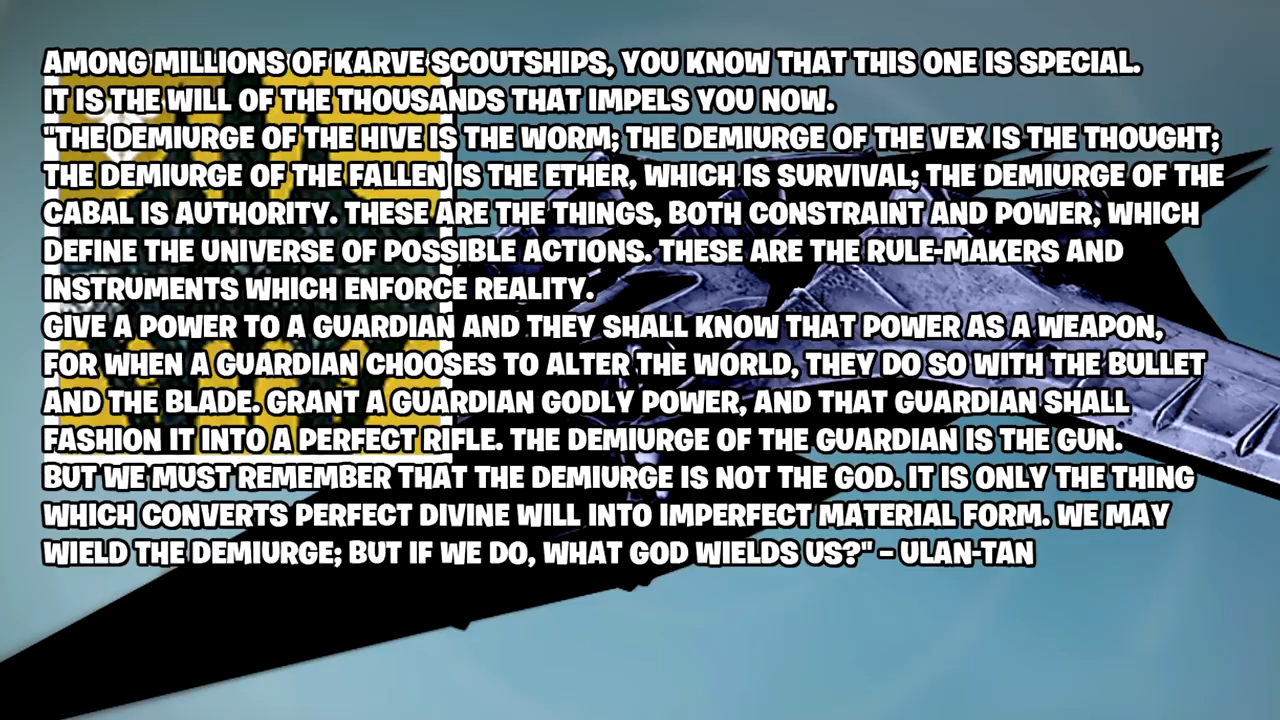 AMONG MILLIONS OF KARVE SCOUTSHIPS, YOU KNOW THAT THIS ONE IS SPECIAL.
IT IS THE WILL OF THE THOUSANDS THAT IMPELS YOU NOW.
"THE DEMIURGE OF THE HIVE IS THE WORM; THE DEMIURGE OF THE VEX IS THE THOUGHT;
THE DEMIURGE OF THE FALLEN IS THE ETHER, WHICH IS SURVIVAL; THE DEMIURGE OF THE
CABAL IS AUTHORITY. THESE ARE THE THINGS, BOTH CONSTRAINT AND POWER, WHICH
DEFINE THE UNIVERSE OF POSSIBLE ACTIONS. THESE ARE THE RULE-MAKERS AND
INSTRUMENTS WHICH ENFORCE REALITY.
GIVE A POWER TO A GUARDIAN AND THEY SHALL KNOW THAT POWER AS A WEAPON,
FOR WHEN A GUARDIAN CHOOSES TO ALTER THE WORLD, THEY DO SO WITH THE BULLET
AND THE BLADE. GRANT A GUARDIAN GODLY POWER, AND THAT GUARDIAN SHALL
FASHION IT INTO A PERFECT RIFLE. THE DEMIURGE OF THE GUARDIAN IS THE GUN.
BUT WE MUST REMEMBER THAT THE DEMIURGE IS NOT THE GOD. IT IS ONLY THE THING
WHICH CONVERTS PERFECT DIVINE WILL INTO IMPERFECT MATERIAL FORM. WE MAY
WIELD THE DEMIURGE; BUT IF WE DO, WHAT GOD WIELDS US?" – ULAN-TAN